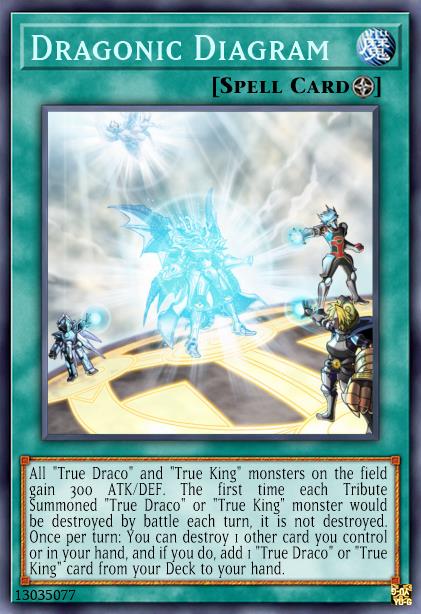 Dragonic Diagram
魔
[Spell Card]
All "True Draco" and "True King" monsters on the field
gain 300 ATK/DEF. The first time each Tribute
Summoned "True Draco" or "True King" monster would
be destroyed by battle each turn, it is not destroyed.
Once per turn: You can destroy 1 other card you control
or in your hand, and if you do, add 1 "True Draco" or "True
King" card from your Deck to your hand.
13035077